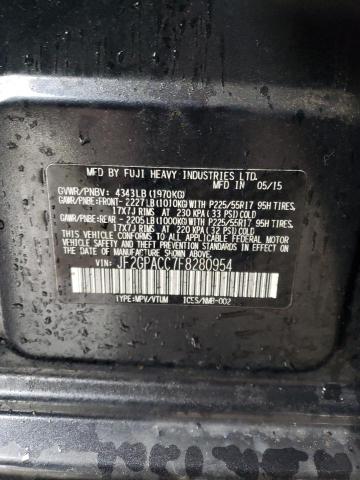 MFD BY FUJI HEAVY INDUSTRIES LTD.
MFD IN 05/15
GVWR/PNBV: 4343LB(1970KG)
GAWR/PNBE:FRONT- 2227LB(1010KG)WITH P225/55R17 95H TIRES,
17X7J RIMS AT 230 KPA(33 PSI)COLD
GAWR/PNBE:REAR - 2205LB(1000KG)WITH P225/55R17 95H TIRES,
17X7J RIMS AT 220 KPA(32 PSI)COLD
THIS VEHICLE CONFORMS TO ALL APPLICABLE
SAFETY, BUMPER, AND THEFT PREVENTION STANDARDS IN EFFECT ON
THE DATE OF MANUFACTURE SHOWN ABOVE.
VIN: JF2GPACC7F8280954
TYPE:MPV/VTUM ICES/NMB-002